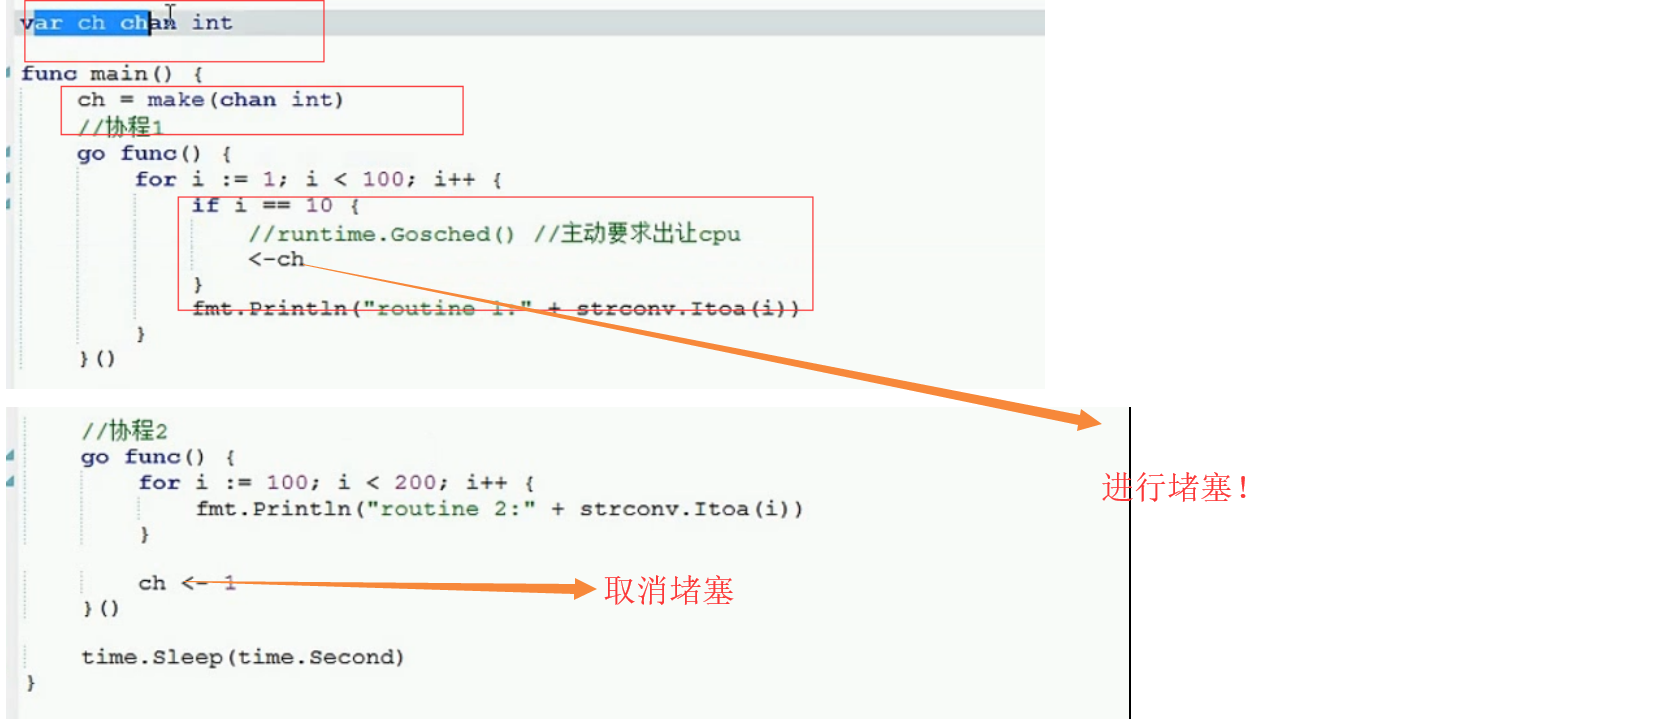 var ch chan int
func main() {
ch = make(chan int)
//协程1
go func() {
for i := 1; i < 100; i++ {
if i == 10 {
//runtime.Gosched() //主动要求出让cpu
<-ch
}
fmt.Println("routine 1:" + strconv.Itoa(i))
}
}()
//协程2
go func() {
for i := 100; i < 200; i++ {
fmt.Println("routine 2:" + strconv.Itoa(i))
}
进行堵塞!
ch <- 1
取消堵塞
}()
time.Sleep(time.Second)
}